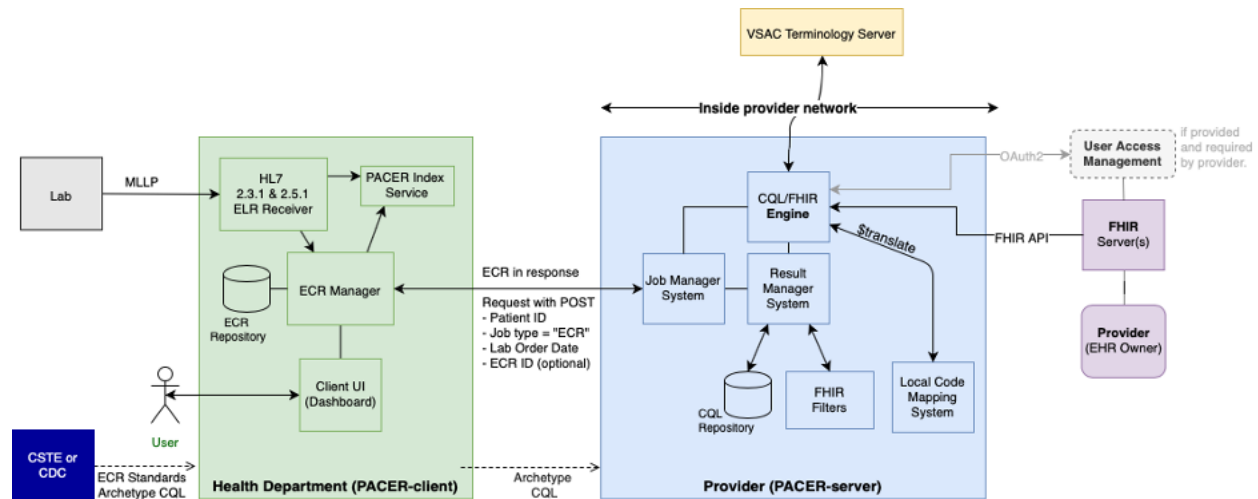 VSAC Terminology Server
Inside provider network
OAuth2
User Access
Management
if provided
and required
by provider.
Lab
MLLP
HL7
2.3.1 & 2.5.1
ELR Receiver
PACER Index
Service
CQL/FHIR
Engine
$translate
FHIR API
FHIR
Server(s)
ECR Manager
ECR
Repository
ECR in response
Request with POST
- Patient ID
- Job type = "ECR"
- Lab Order Date
- ECR ID (optional)
Job Manager
System
Result
Manager
System
Provider
(EHR Owner)
Client UI
(Dashboard)
User
CQL
Repository
FHIR
Filters
Local Code
Mapping
System
CSTE or
CDC
ECR Standards
Archetype CQL
Health Department (PACER-client)
Archetype
CQL
Provider (PACER-server)